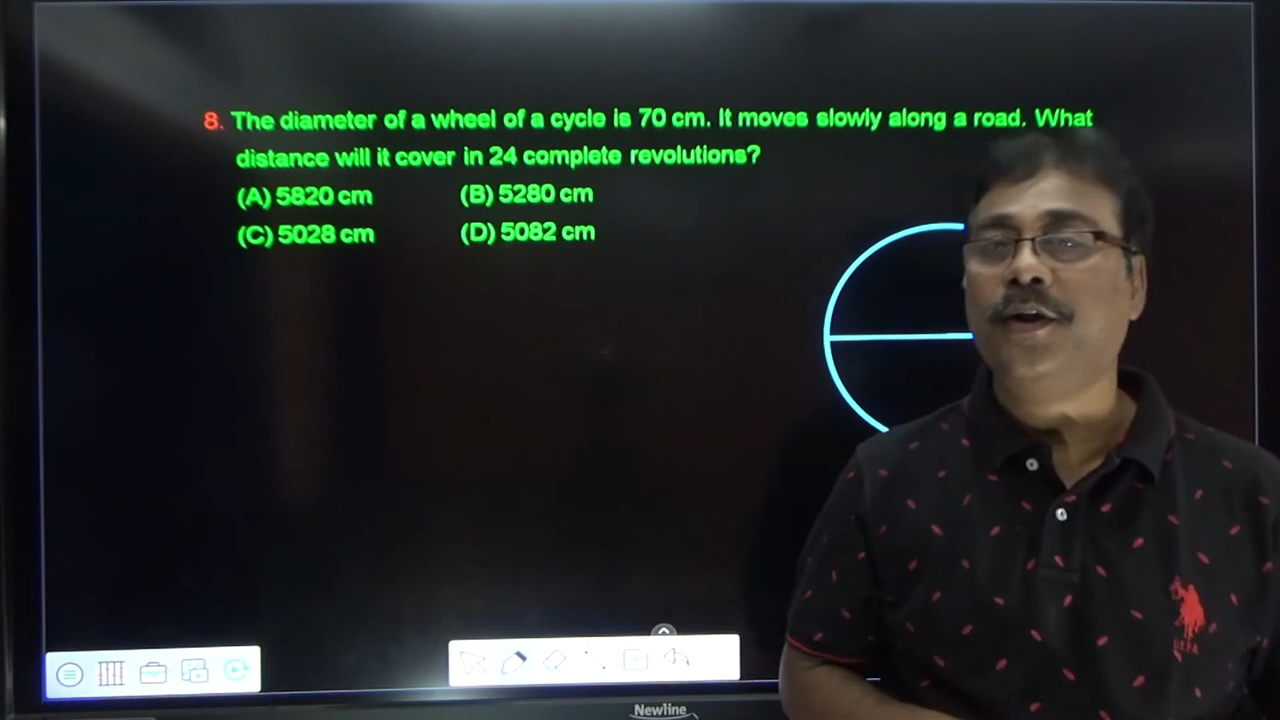 8. The diameter of a wheel of a cycle is 70 cm. It moves slowly along a road. What
distance will it cover in 24 complete revolutions?
(A) 5820 cm (B) 5280 cm
(C) 5028 cm (D) 5082 cm
Newline